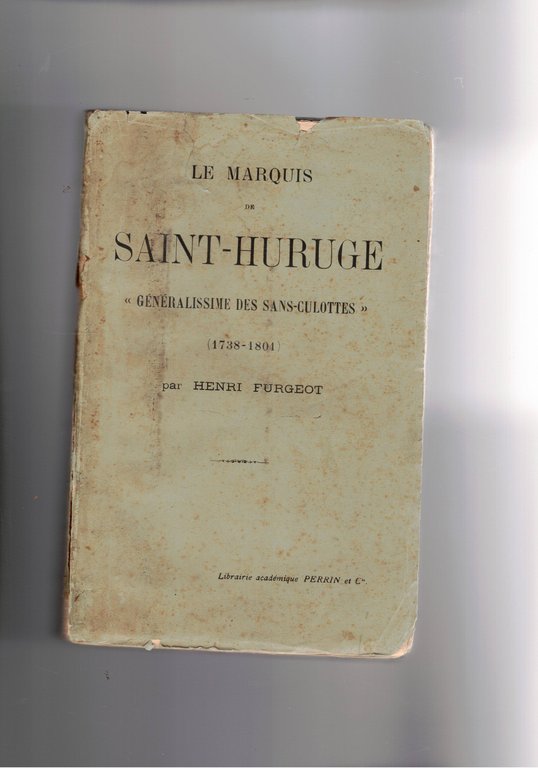 LE MARQUIS
DE
SAINT-HURUGE
« GÉNÉRALISSIME DES SANS-CULOTTES »
(1738-1801)
par HENRI FURGEOT
Librairie académique PERRIN et Cie.